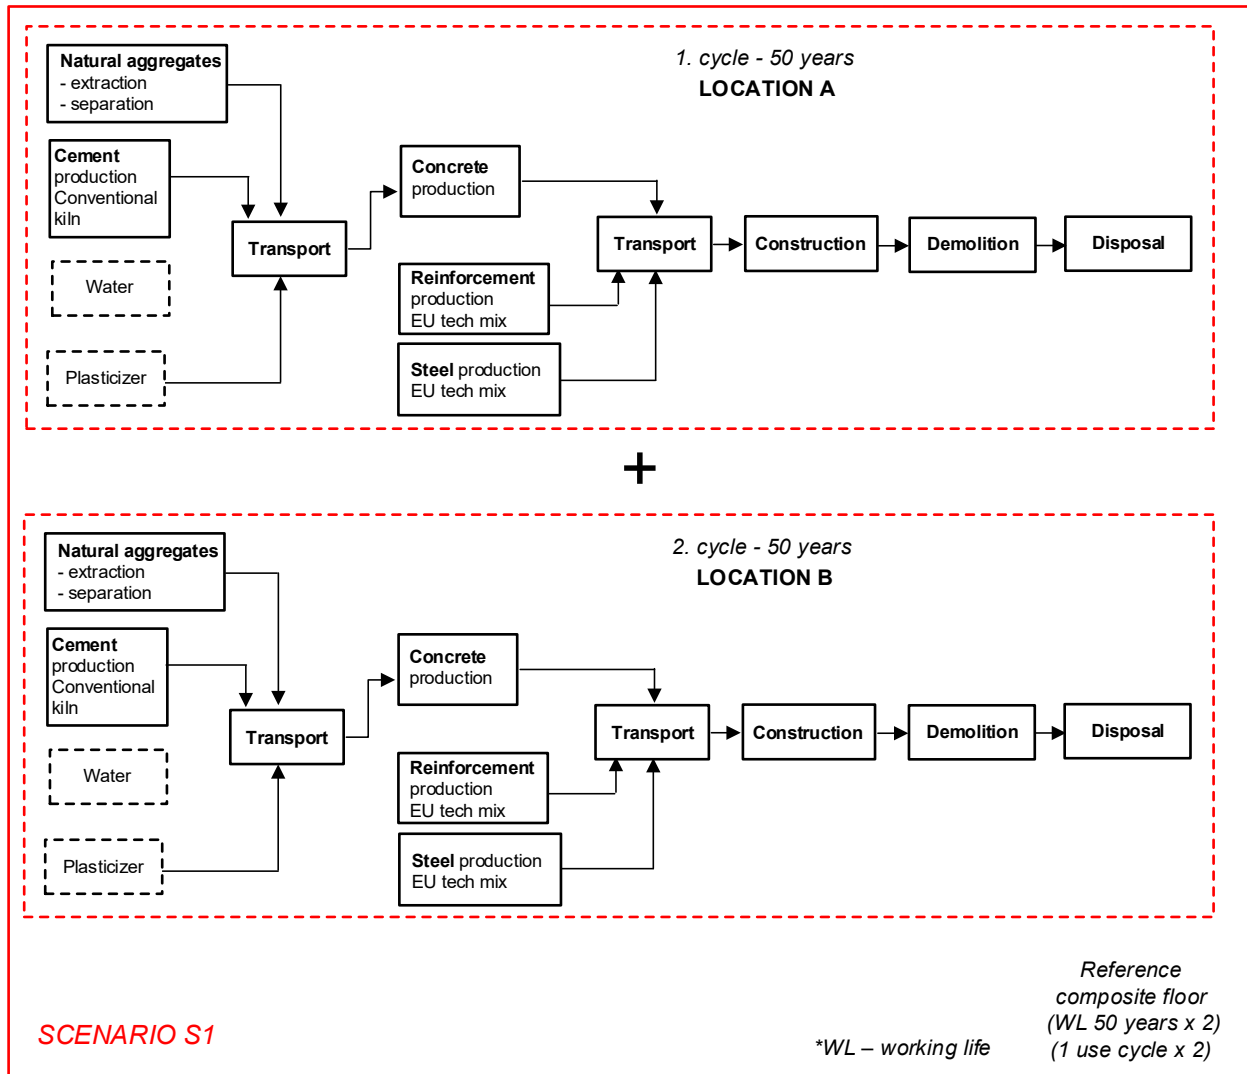 Natural aggregates
- extraction
- separation
1. cycle - 50 years
LOCATION A
Cement
production
Conventional
kiln
Concrete
production
Transport
Transport
Construction
Demolition
Disposal
Water
Reinforcement
production
EU tech mix
Plasticizer
Steel production
EU tech mix
+
Natural aggregates
- extraction
- separation
2. cycle - 50 years
LOCATION B
Cement
production
Conventional
kiln
Concrete
production
Transport
Transport
Construction
Demolition
Disposal
Water
Reinforcement
production
EU tech mix
Plasticizer
Steel production
EU tech mix
SCENARIO S1
*WL – working life
Reference
composite floor
(WL 50 years x 2)
(1 use cycle x 2)